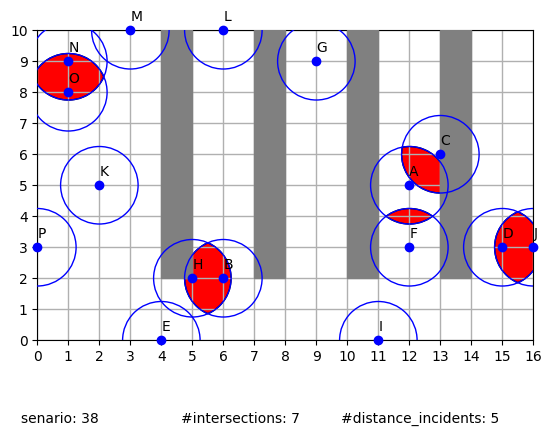 10 M L
9 N G
8 O
7
6 C
5 K A
4
3 P F D J
2 H B
1
0 E I
0 1 2 3 4 5 6 7 8 9 10 11 12 13 14 15 16
senario: 38 #intersections: 7 #distance_incidents: 5